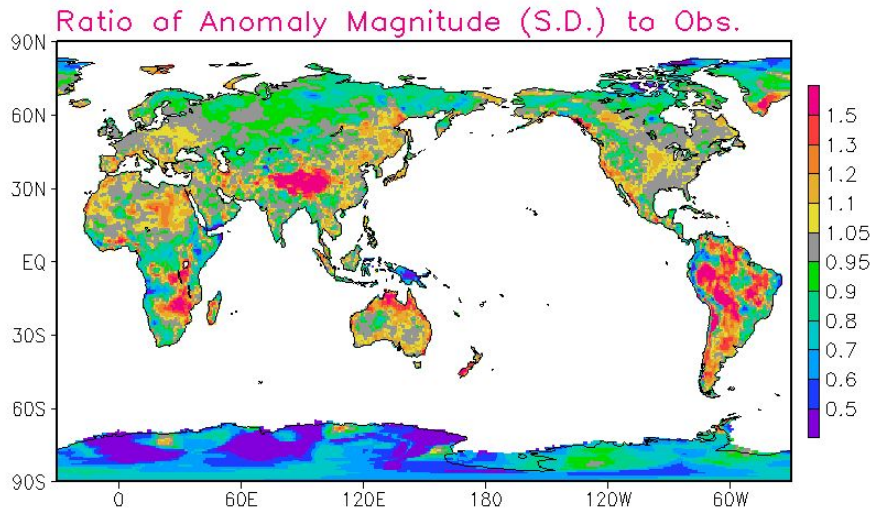 Ratio of Anomaly Magnitude (S.D.) to Obs.
90N
60N
30N
EQ
30S
60S
90S
0
60E
120E
180
120W
60W
1.5
1.3
1.2
1.1
1.05
0.95
0.9
0.8
0.7
0.6
0.5